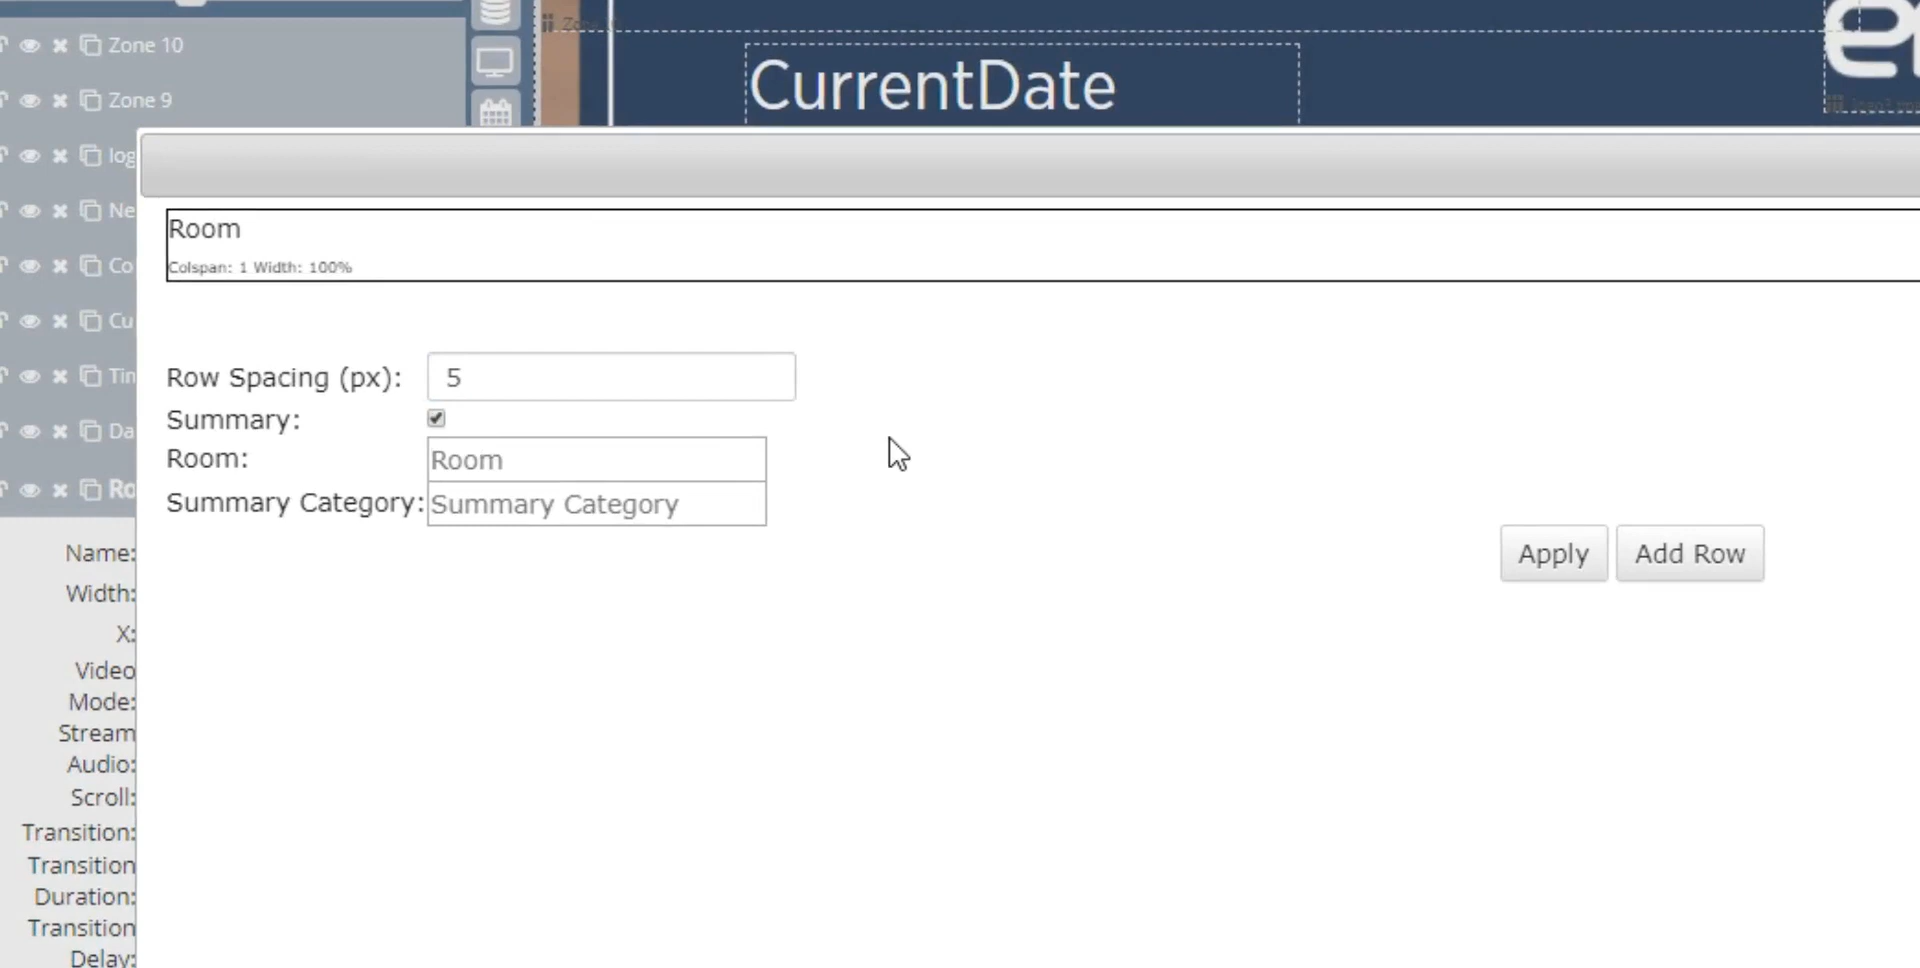 Zone 10
Zone 9
log
Ne
Co
Cu
Tin
Da
Ro
CurrentDate
er
Room
Colspan: 1 Width: 100%
Row Spacing (px): 5
Summary:
Room: Room
Summary Category: Summary Category
Apply Add Row
Name:
Width:
X:
Video
Mode:
Stream
Audio:
Scroll:
Transition:
Transition
Duration:
Transition
Delay: